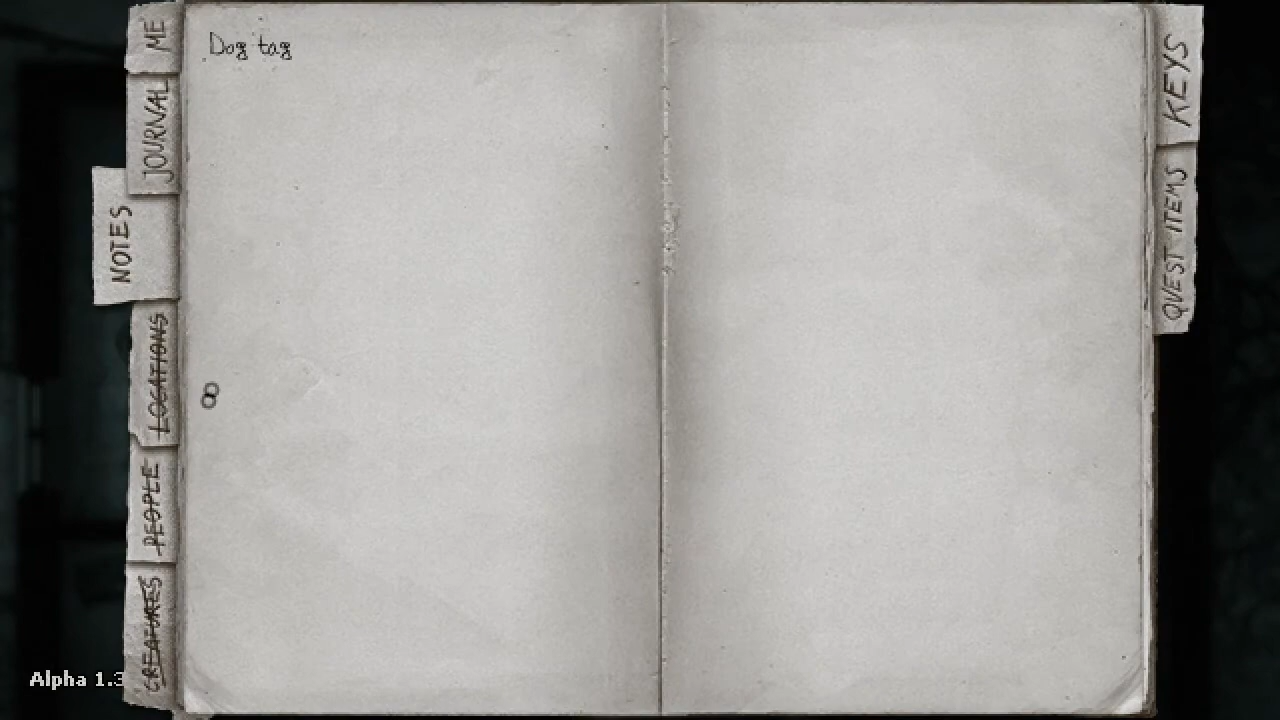 Dog tag
ME
JOURNAL
NOTES
LOCATIONS
PEOPLE
CREATURES
KEYS
QUEST ITEMS
Alpha 1.3